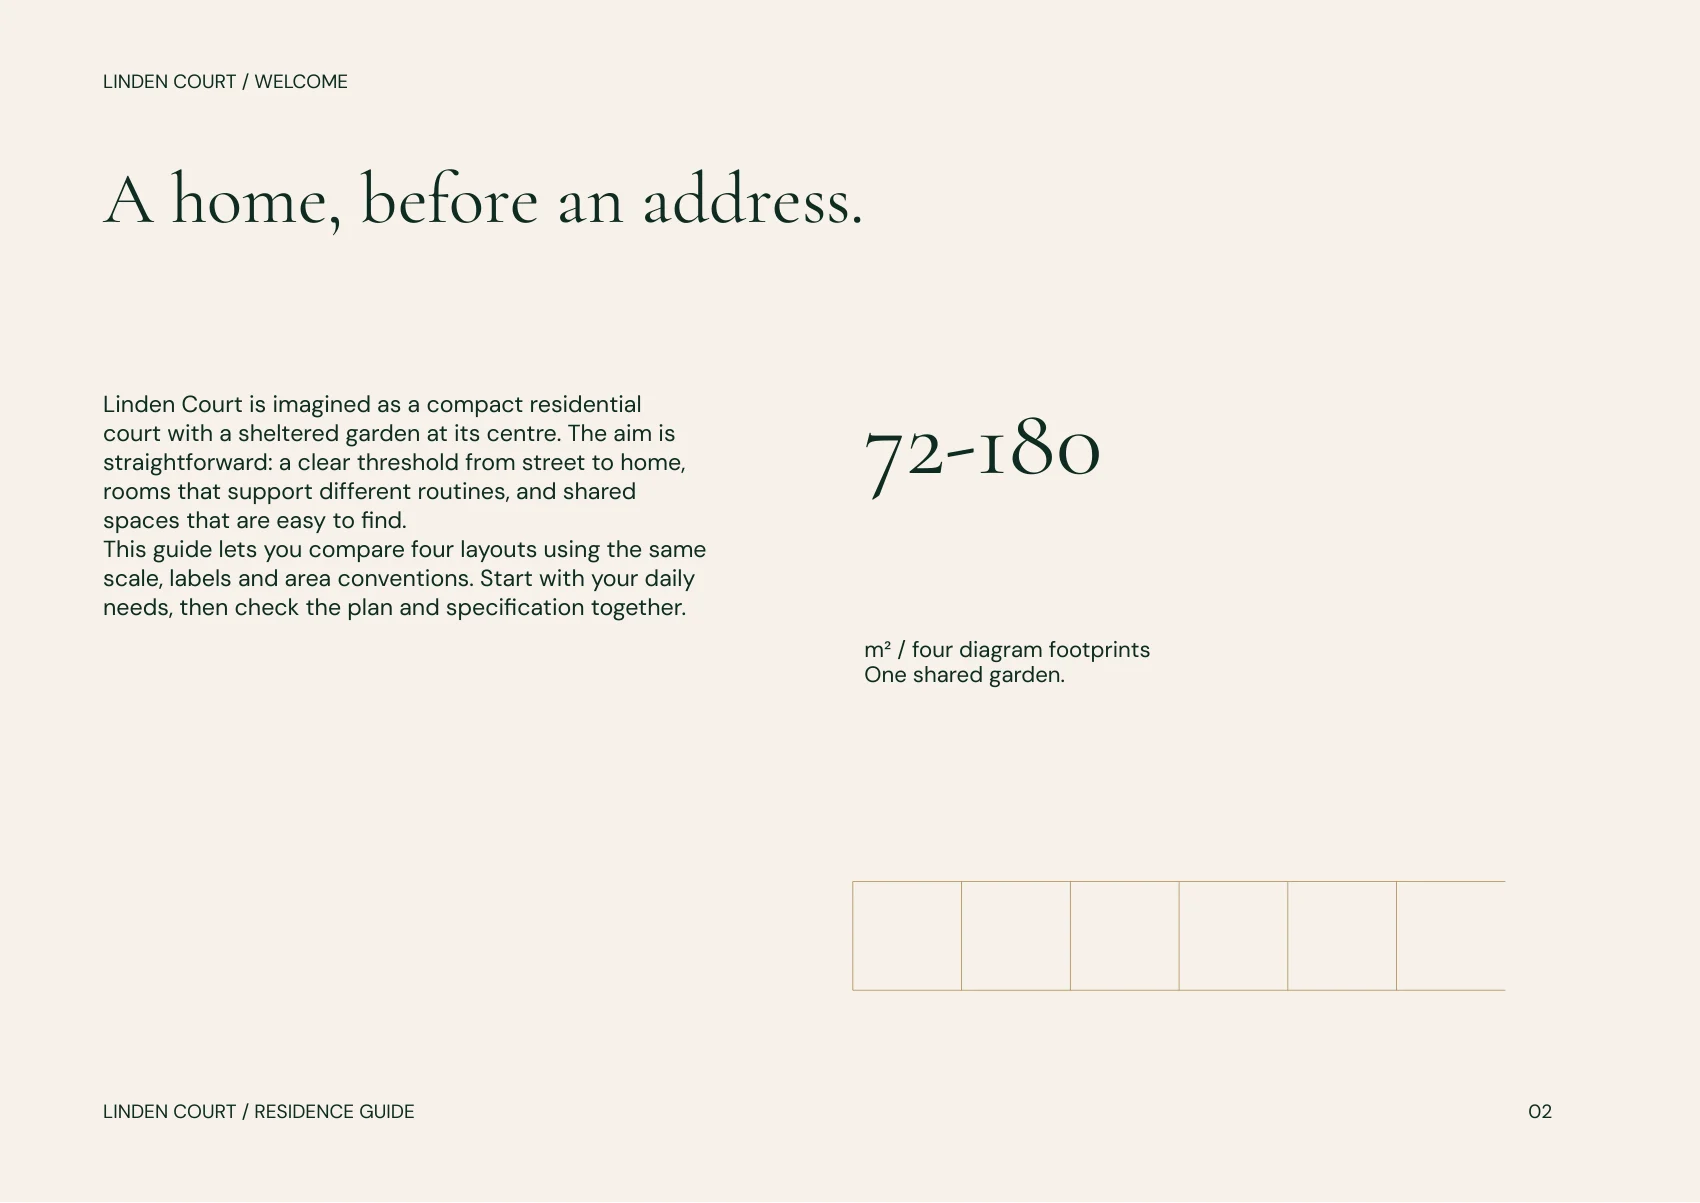 LINDEN COURT / WELCOME
A home, before an address.
Linden Court is imagined as a compact residential
court with a sheltered garden at its centre. The aim is
straightforward: a clear threshold from street to home,
rooms that support different routines, and shared
spaces that are easy to find.
This guide lets you compare four layouts using the same
scale, labels and area conventions. Start with your daily
needs, then check the plan and specification together.
72-180
m² / four diagram footprints
One shared garden.
LINDEN COURT / RESIDENCE GUIDE
02